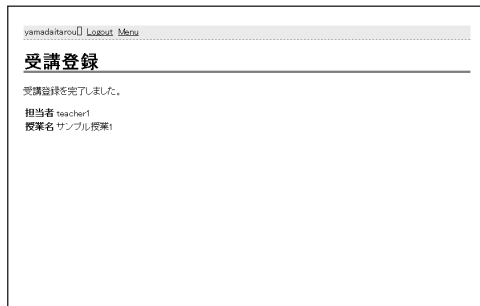 yamadaitarou Logout Menu
受講登録
受講登録を完了しました。
担当者 teacher1
授業名 サンプル授業1